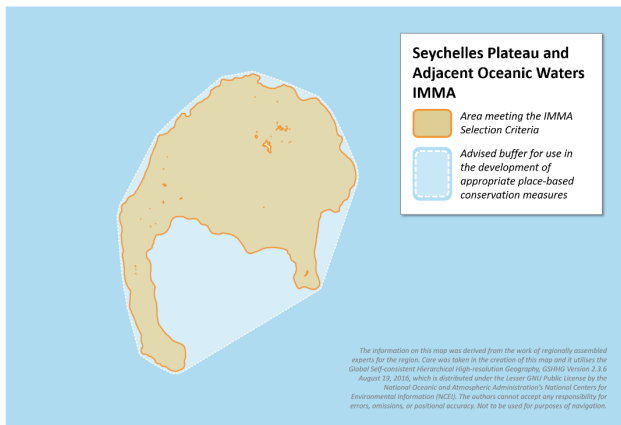 Seychelles Plateau and
Adjacent Oceanic Waters
IMMA
Area meeting the IMMA
Selection Criteria
Advised buffer for use in
the development of
appropriate place-based
conservation measures
The information on this map was derived from the work of regionally assembled
experts for the region. Care was taken in the creation of this map and it utilises the
Global Self-consistent Hierarchical High-resolution Geography, GSHHG Version 2.3.6
August 19, 2016, which is distributed under the Lesser GNU Public License by the
National Oceanic and Atmospheric Administration's National Centers for
Environmental Information (NCEI). The authors cannot accept any responsibility for
errors, omissions, or positional accuracy. Not to be used for purposes of navigation.